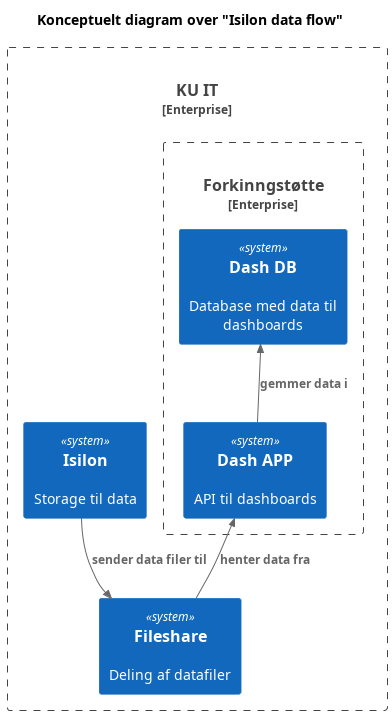 Konceptuelt diagram over "Isilon data flow"
KU IT
[Enterprise]
Forkinngstøtte
[Enterprise]
«system»
Dash DB
Database med data til
dashboards
gemmer data i
«system»
Isilon
Storage til data
«system»
Dash APP
API til dashboards
sender data filer til
henter data fra
«system»
Fileshare
Deling af datafiler